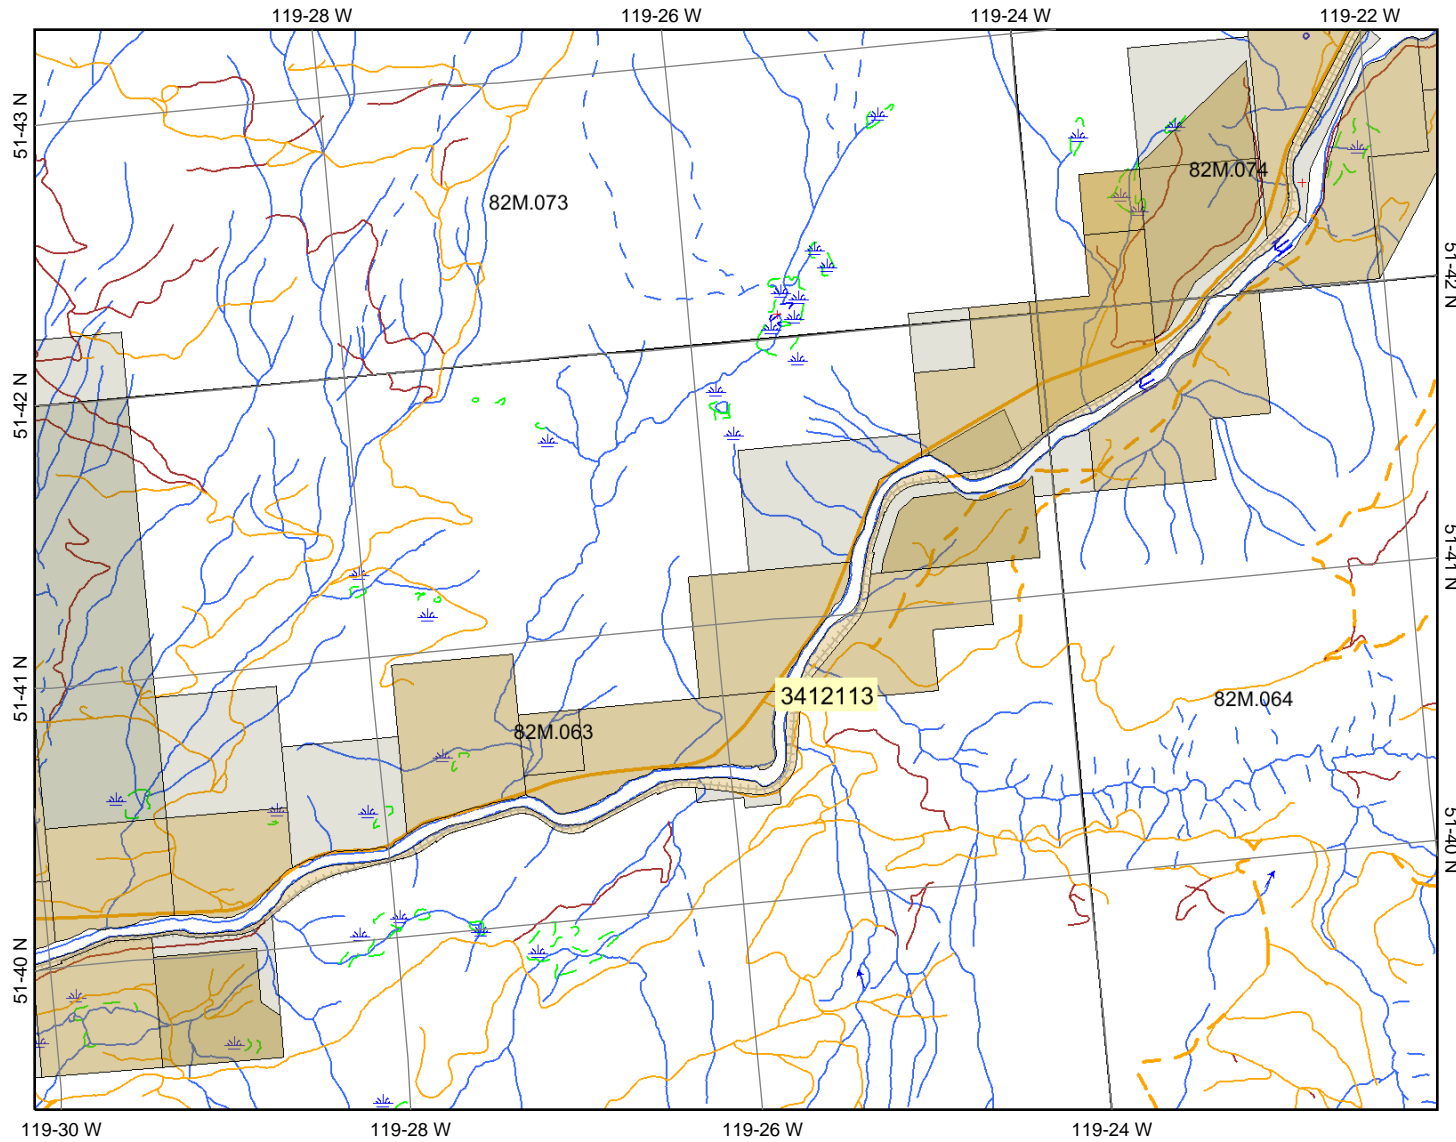 119-28 W 119-26 W 119-24 W 119-22 W
51-43 N
82M.074
82M.073
51-42 N
51-42 N
51-41 N
51-41 N
3412113
82M.064
82M.063
51-40 N
51-40 N
119-30 W 119-28 W 119-26 W 119-24 W